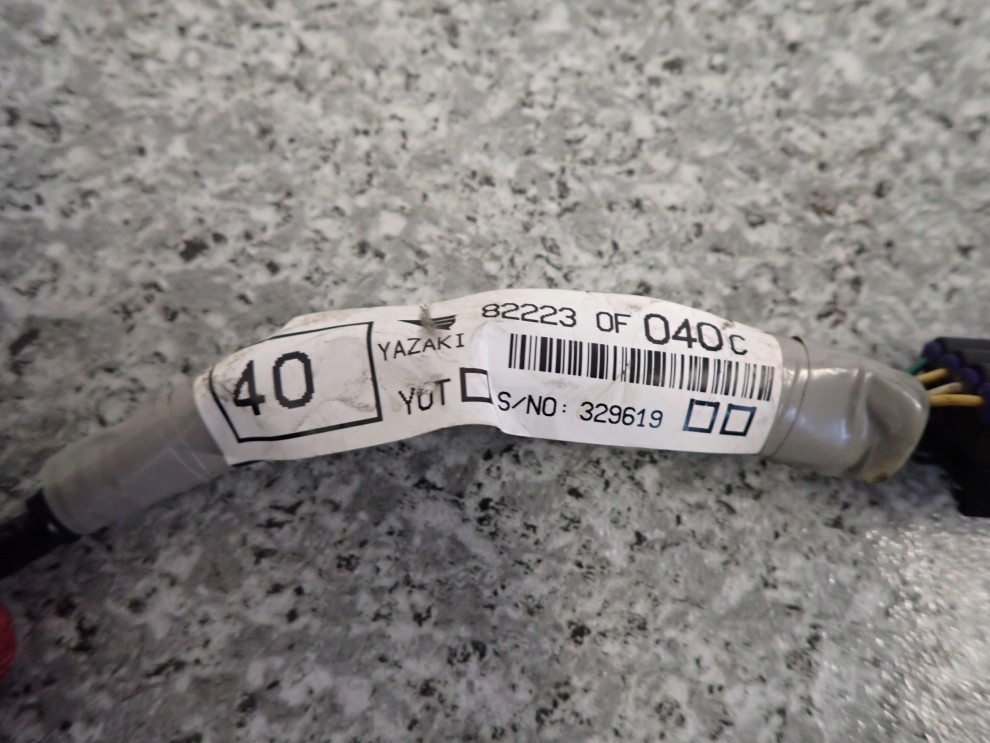 40
YAZAKI
YUT
82223 0F 040 C
S/NO: 329619